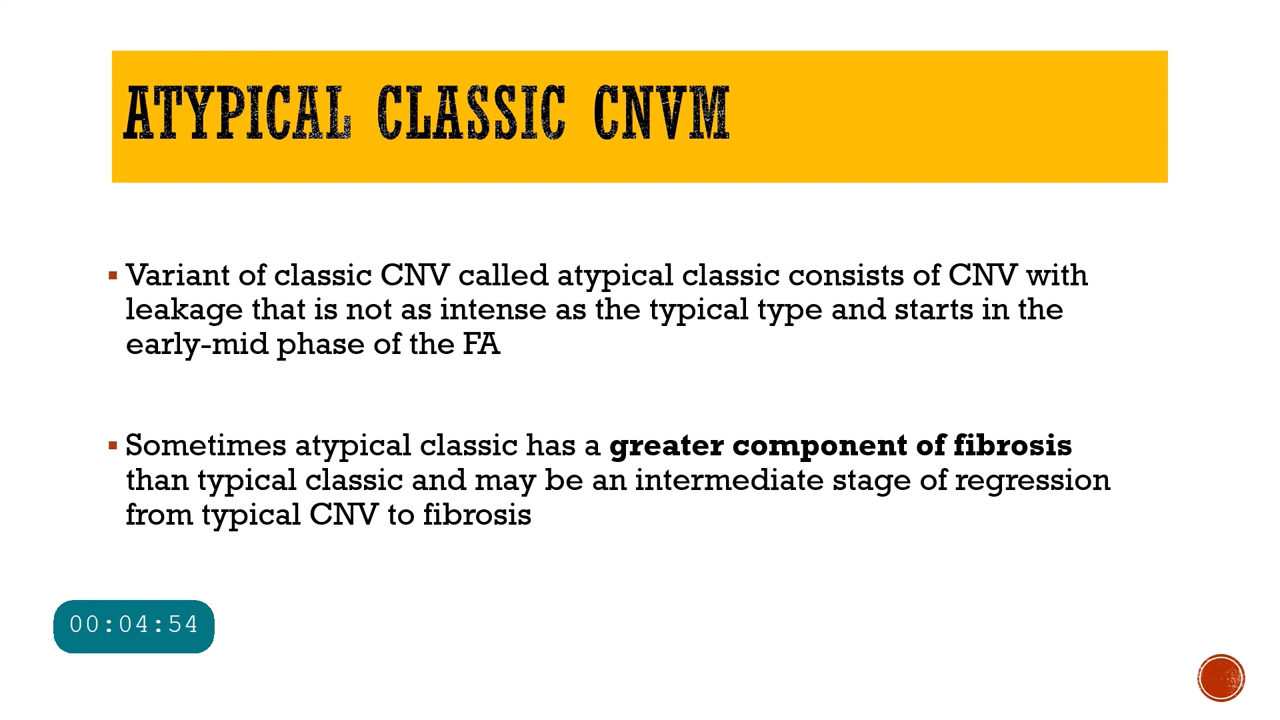 ATYPICAL CLASSIC CNVM
Variant of classic CNV called atypical classic consists of CNV with
leakage that is not as intense as the typical type and starts in the
early-mid phase of the FA
Sometimes atypical classic has a greater component of fibrosis
than typical classic and may be an intermediate stage of regression
from typical CNV to fibrosis
00:04:54